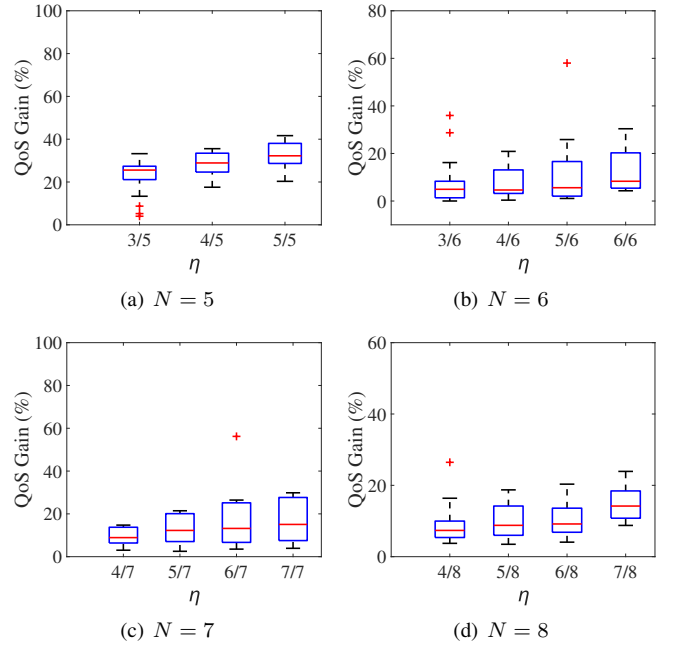 100
80
60
40
20
0
QoS Gain (%)
3/5 4/5 5/5
η
(a) N = 5
80
60
40
20
0
QoS Gain (%)
3/6 4/6 5/6 6/6
η
(b) N = 6
100
80
60
40
20
0
QoS Gain (%)
4/7 5/7 6/7 7/7
η
(c) N = 7
60
40
20
0
QoS Gain (%)
4/8 5/8 6/8 7/8
η
(d) N = 8